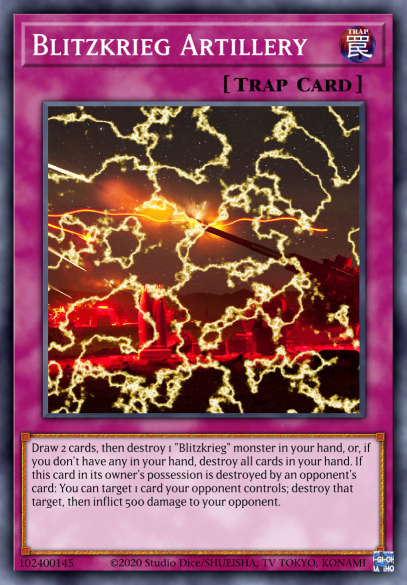 BLITZKRIEG ARTILLERY
TRAP
罠
[TRAP CARD]
Draw 2 cards, then destroy 1 "Blitzkrieg" monster in your hand, or, if
you don't have any in your hand, destroy all cards in your hand. If
this card in its owner's possession is destroyed by an opponent's
card: You can target 1 card your opponent controls; destroy that
target, then inflict 500 damage to your opponent.
102400145
©2020 Studio Dice/SHUEISHA, TV TOKYO, KONAMI